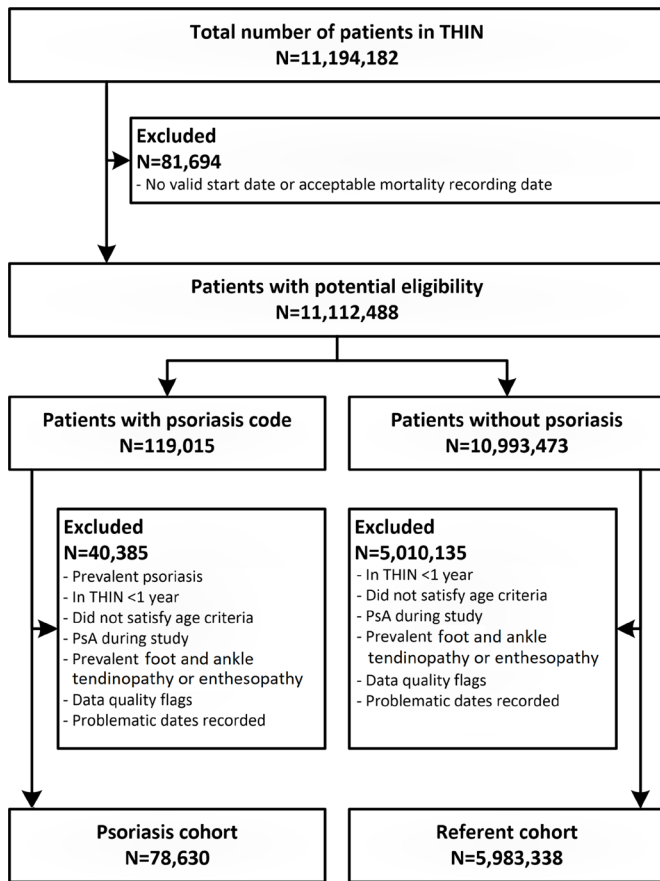 Total number of patients in THIN
N=11,194,182
Excluded
N=81,694
- No valid start date or acceptable mortality recording date
Patients with potential eligibility
N=11,112,488
Patients with psoriasis code
N=119,015
Patients without psoriasis
N=10,993,473
Excluded
N=40,385
- Prevalent psoriasis
- In THIN <1 year
- Did not satisfy age criteria
- PsA during study
- Prevalent foot and ankle
tendinopathy or enthesopathy
- Data quality flags
- Problematic dates recorded
Excluded
N=5,010,135
- In THIN <1 year
- Did not satisfy age criteria
- PsA during study
- Prevalent foot and ankle
tendinopathy or enthesopathy
- Data quality flags
- Problematic dates recorded
Psoriasis cohort
N=78,630
Referent cohort
N=5,983,338